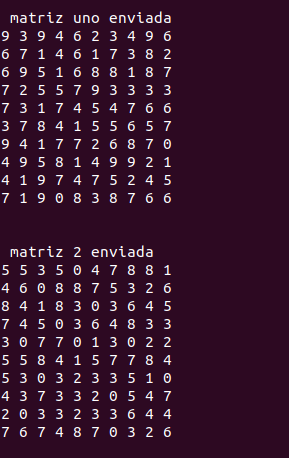 matriz uno enviada
9 3 9 4 6 2 3 4 9 6
6 7 1 4 6 1 7 3 8 2
6 9 5 1 6 8 8 1 8 7
7 2 5 5 7 9 3 3 3 3
7 3 1 7 4 5 4 7 6 6
3 7 8 4 1 5 5 6 5 7
9 4 1 7 7 2 6 8 7 0
4 9 5 8 1 4 9 9 2 1
4 1 9 7 4 7 5 2 4 5
7 1 9 0 8 3 8 7 6 6
matriz 2 enviada
5 5 3 5 0 4 7 8 8 1
4 6 0 8 8 7 5 3 2 6
8 4 1 8 3 0 3 6 4 5
7 4 5 0 3 6 4 8 3 3
3 0 7 7 0 1 3 0 2 2
5 5 8 4 1 5 7 7 8 4
5 3 0 3 2 3 3 5 1 0
4 3 7 3 3 2 0 5 4 7
2 0 3 3 2 3 3 6 4 4
7 6 7 4 8 7 0 3 2 6